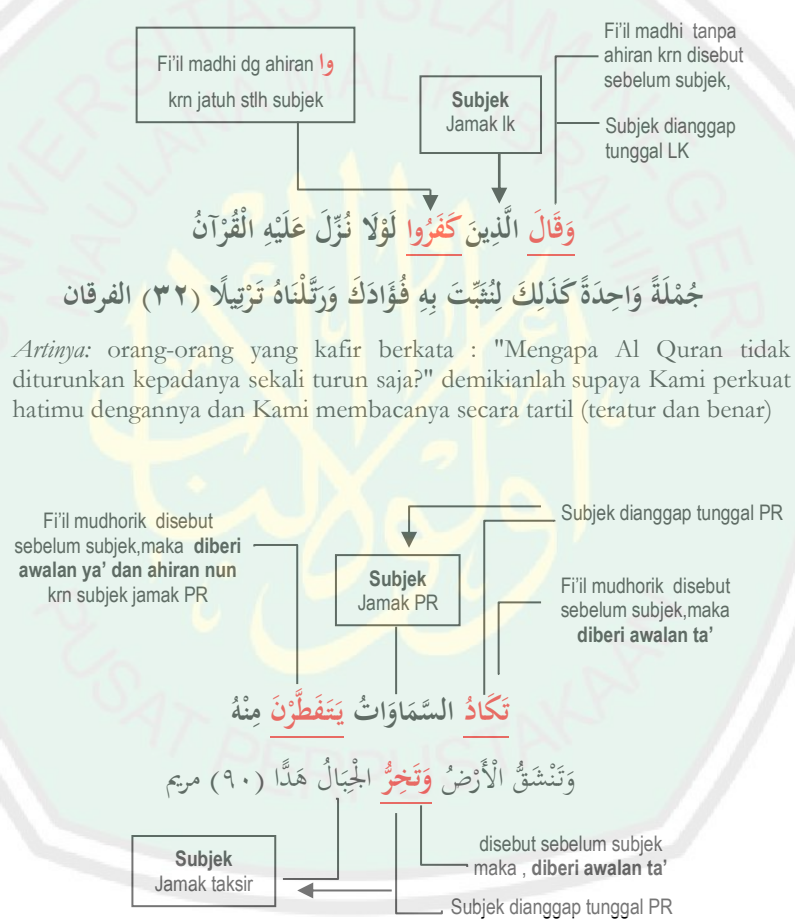 Fi'il madhi dg ahiran وا
krn jatuh stlh subjek
Subjek
Jamak lk
Fi'il madhi tanpa
ahiran krn disebut
sebelum subjek,
Subjek dianggap
tunggal LK
وَقَالَ الَّذِينَ كَفَرُوا لَوْلَا نُزِّلَ عَلَيْهِ الْقُرْآنُ
جُمْلَةً وَاحِدَةً كَذَلِكَ لِنُثَبِّتَ بِهِ فُؤَادَكَ وَرَتَّلْنَاهُ تَرْتِيلًا (٣٢) الفرقان
Artinya: orang-orang yang kafir berkata : "Mengapa Al Quran tidak
diturunkan kepadanya sekali turun saja?" demikianlah supaya Kami perkuat
hatimu dengannya dan Kami membacanya secara tartil (teratur dan benar)
Fi'il mudhorik disebut
sebelum subjek,maka diberi
awalan ya' dan ahiran nun
krn subjek jamak PR
Subjek
Jamak PR
Subjek dianggap tunggal PR
Fi'il mudhorik disebut
sebelum subjek,maka
diberi awalan ta'
تَكَادُ السَّمَاوَاتُ يَتَفَطَّرْنَ مِنْهُ
وَتَنْشَقُّ الْأَرْضُ وَتَخِرُّ الْجِبَالُ هَدًّا (٩٠) مريم
Subjek
Jamak taksir
disebut sebelum subjek
maka , diberi awalan ta'
Subjek dianggap tunggal PR